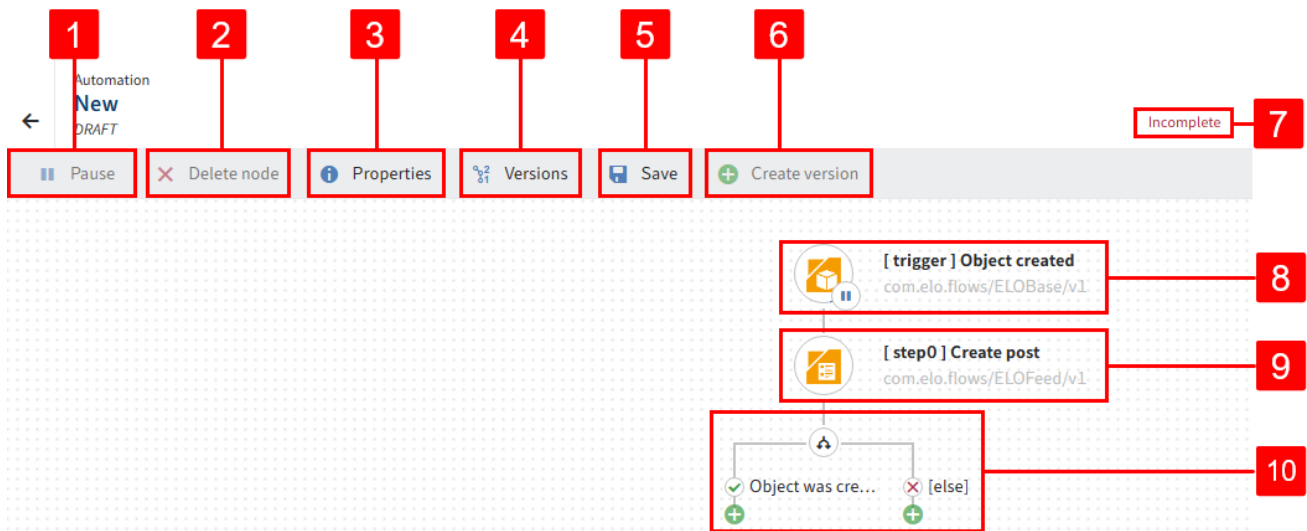 1 2 3 4 5 6
Automation
New
DRAFT
Incomplete 7
Pause Delete node Properties Versions Save Create version
[ trigger ] Object created
com.elo.flows/ELOBase/v1
8
[ step0 ] Create post
com.elo.flows/ELOFeed/v1
9
Object was cre... [else]
10